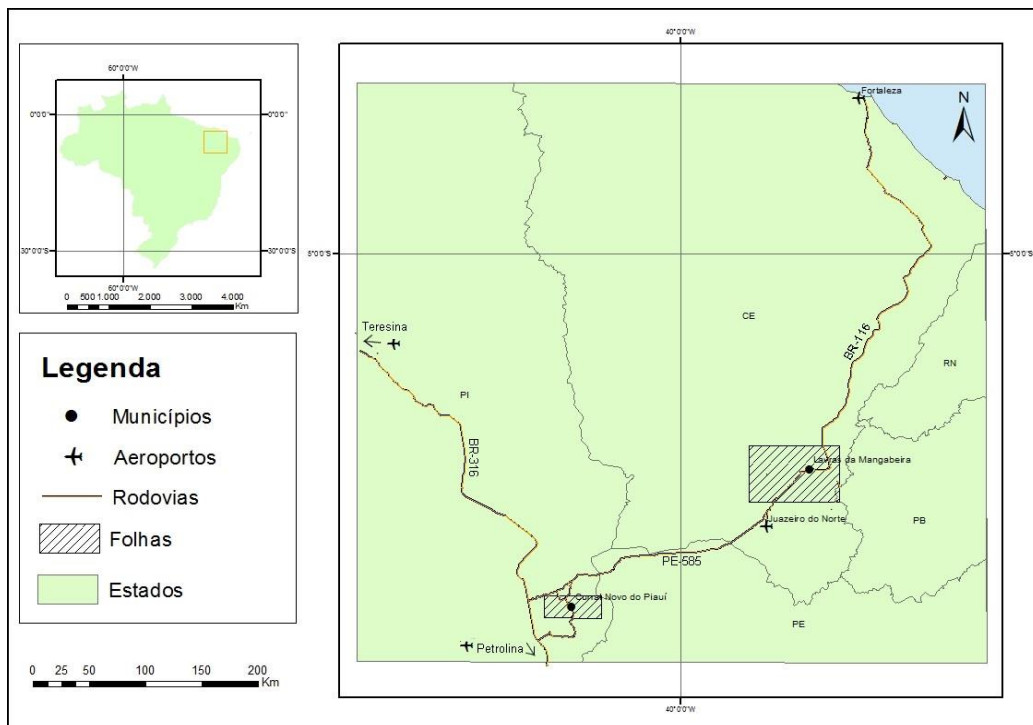 60°0'0"W
0°0'0"
0°0'0"
30°0'0"S
30°0'0"S
60°0'0"W
0 500 1.000 2.000 3.000 4.000
Km
Legenda
Municípios
Aeroportos
Rodovias
Folhas
Estados
0 25 50 100 150 200
Km
40°0'0"W
Fortaleza
N
5°0'0"S
5°0'0"S
CE
Teresina
BR-116
RN
PI
BR-316
Lavras da Mangabeira
Juazeiro do Norte
PB
PE-585
Curral Novo do Piauí
PE
Petrolina
40°0'0"W